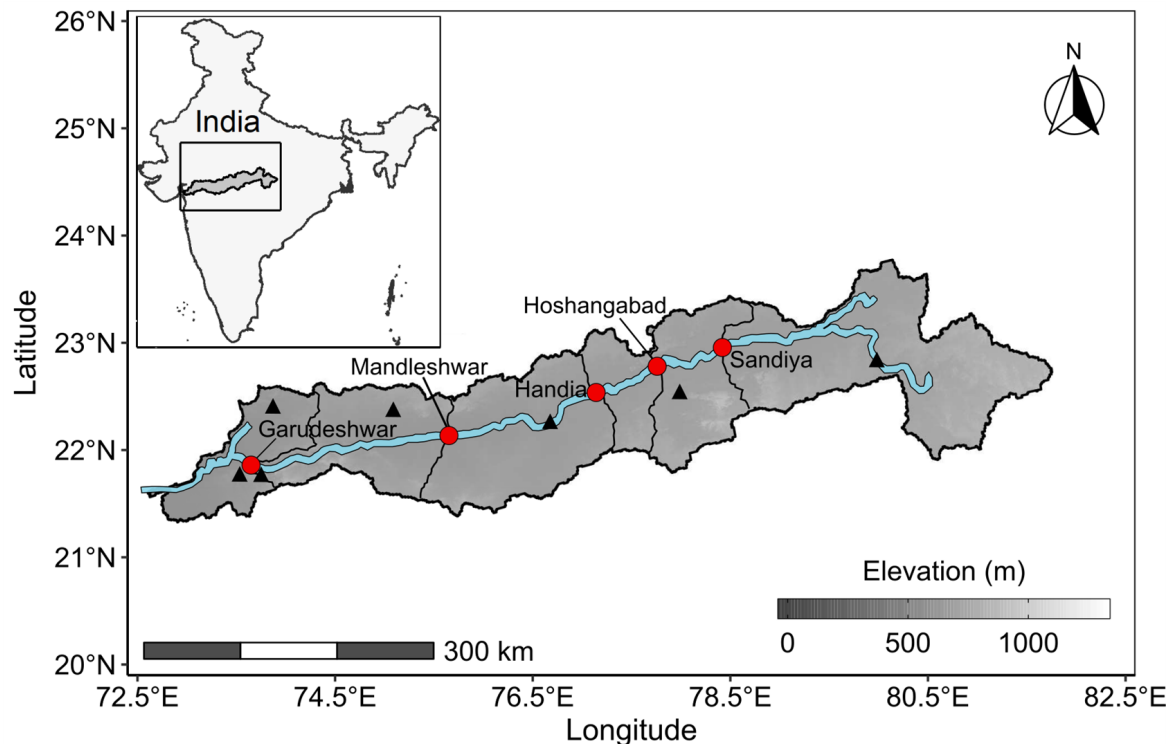 26°N
25°N
24°N
23°N
22°N
21°N
20°N
Latitude
India
N
Hoshangabad
Mandleshwar
Sandiya
Handia
Garudeshwar
Elevation (m)
0 500 1000
300 km
72.5°E 74.5°E 76.5°E 78.5°E 80.5°E 82.5°E
Longitude